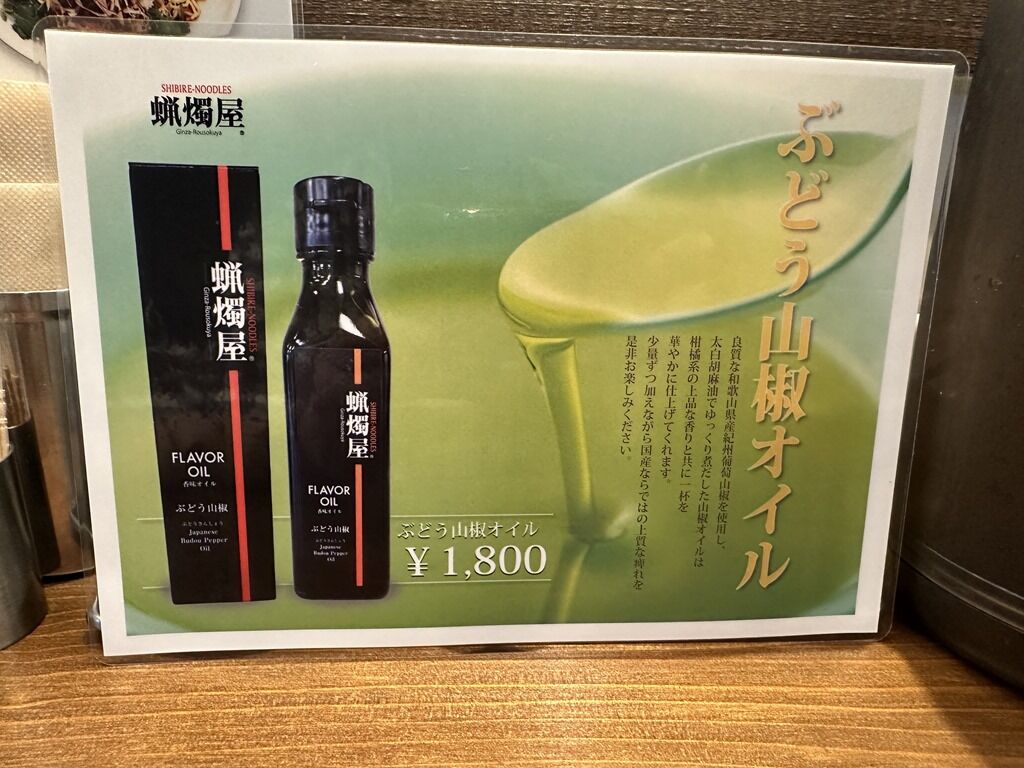 SHIBIRE-NOODLES
蝋燭屋
Ginza-Rousokuya
ぶどう山椒オイル
良質な和歌山県産紀州葡萄山椒を使用し、
太白胡麻油でゆっくり煮だした山椒オイルは
柑橘系の上品な香りと共に一杯を
華やかに仕上げてくれます。
少量ずつ加えながら国産ならではの上質な痺れを
是非お楽しみください。
SHIBIRE-NOODLES
蝋燭屋
Ginza-Rousokuya
FLAVOR
OIL
香味オイル
ぶどう山椒
ぶどうさんしょう
Japanese
Budou Pepper
Oil
SHIBIRE-NOODLES
蝋燭屋
Ginza-Rousokuya
FLAVOR
OIL
香味オイル
ぶどう山椒
Japanese
Budou Pepper
Oil
ぶどう山椒オイル
¥ 1,800